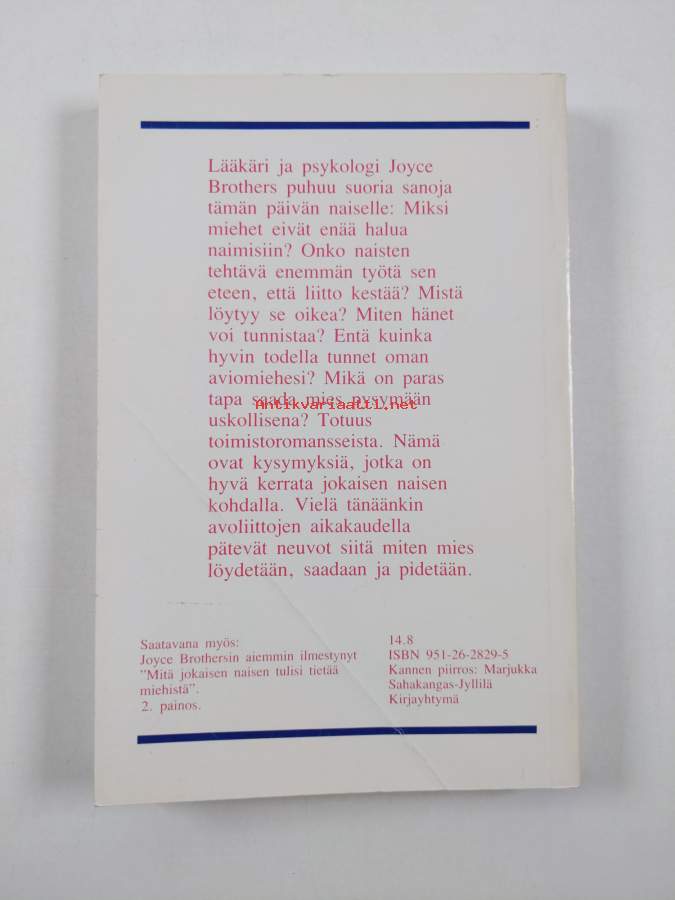 Lääkäri ja psykologi Joyce
Brothers puhuu suoria sanoja
tämän päivän naiselle: Miksi
miehet eivät enää halua
naimisiin? Onko naisten
tehtävä enemmän työtä sen
eteen, että liitto kestää? Mistä
löytyy se oikea? Miten hänet
voi tunnistaa? Entä kuinka
hyvin todella tunnet oman
aviomiehesi? Mikä on paras
tapa saada mies pysymään
Antikvariaatti.net
uskollisena? Totuus
toimistoromansseista. Nämä
ovat kysymyksiä, jotka on
hyvä kerrata jokaisen naisen
kohdalla. Vielä tänäänkin
avoliittojen aikakaudella
pätevät neuvot siitä miten mies
löydetään, saadaan ja pidetään.
Saatavana myös:
Joyce Brothersin aiemmin ilmestynyt
"Mitä jokaisen naisen tulisi tietää
miehistä".
2. painos.
14.8
ISBN 951-26-2829-5
Kannen piirros: Marjukka
Sahakangas-Jyllilä
Kirjayhtymä